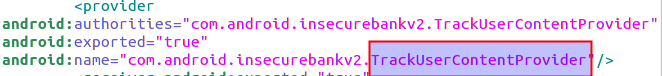 <provider
android:authorities="com.android.insecurebankv2.TrackUserContentProvider"
android:exported="true"
android:name="com.android.insecurebankv2.TrackUserContentProvider"/>